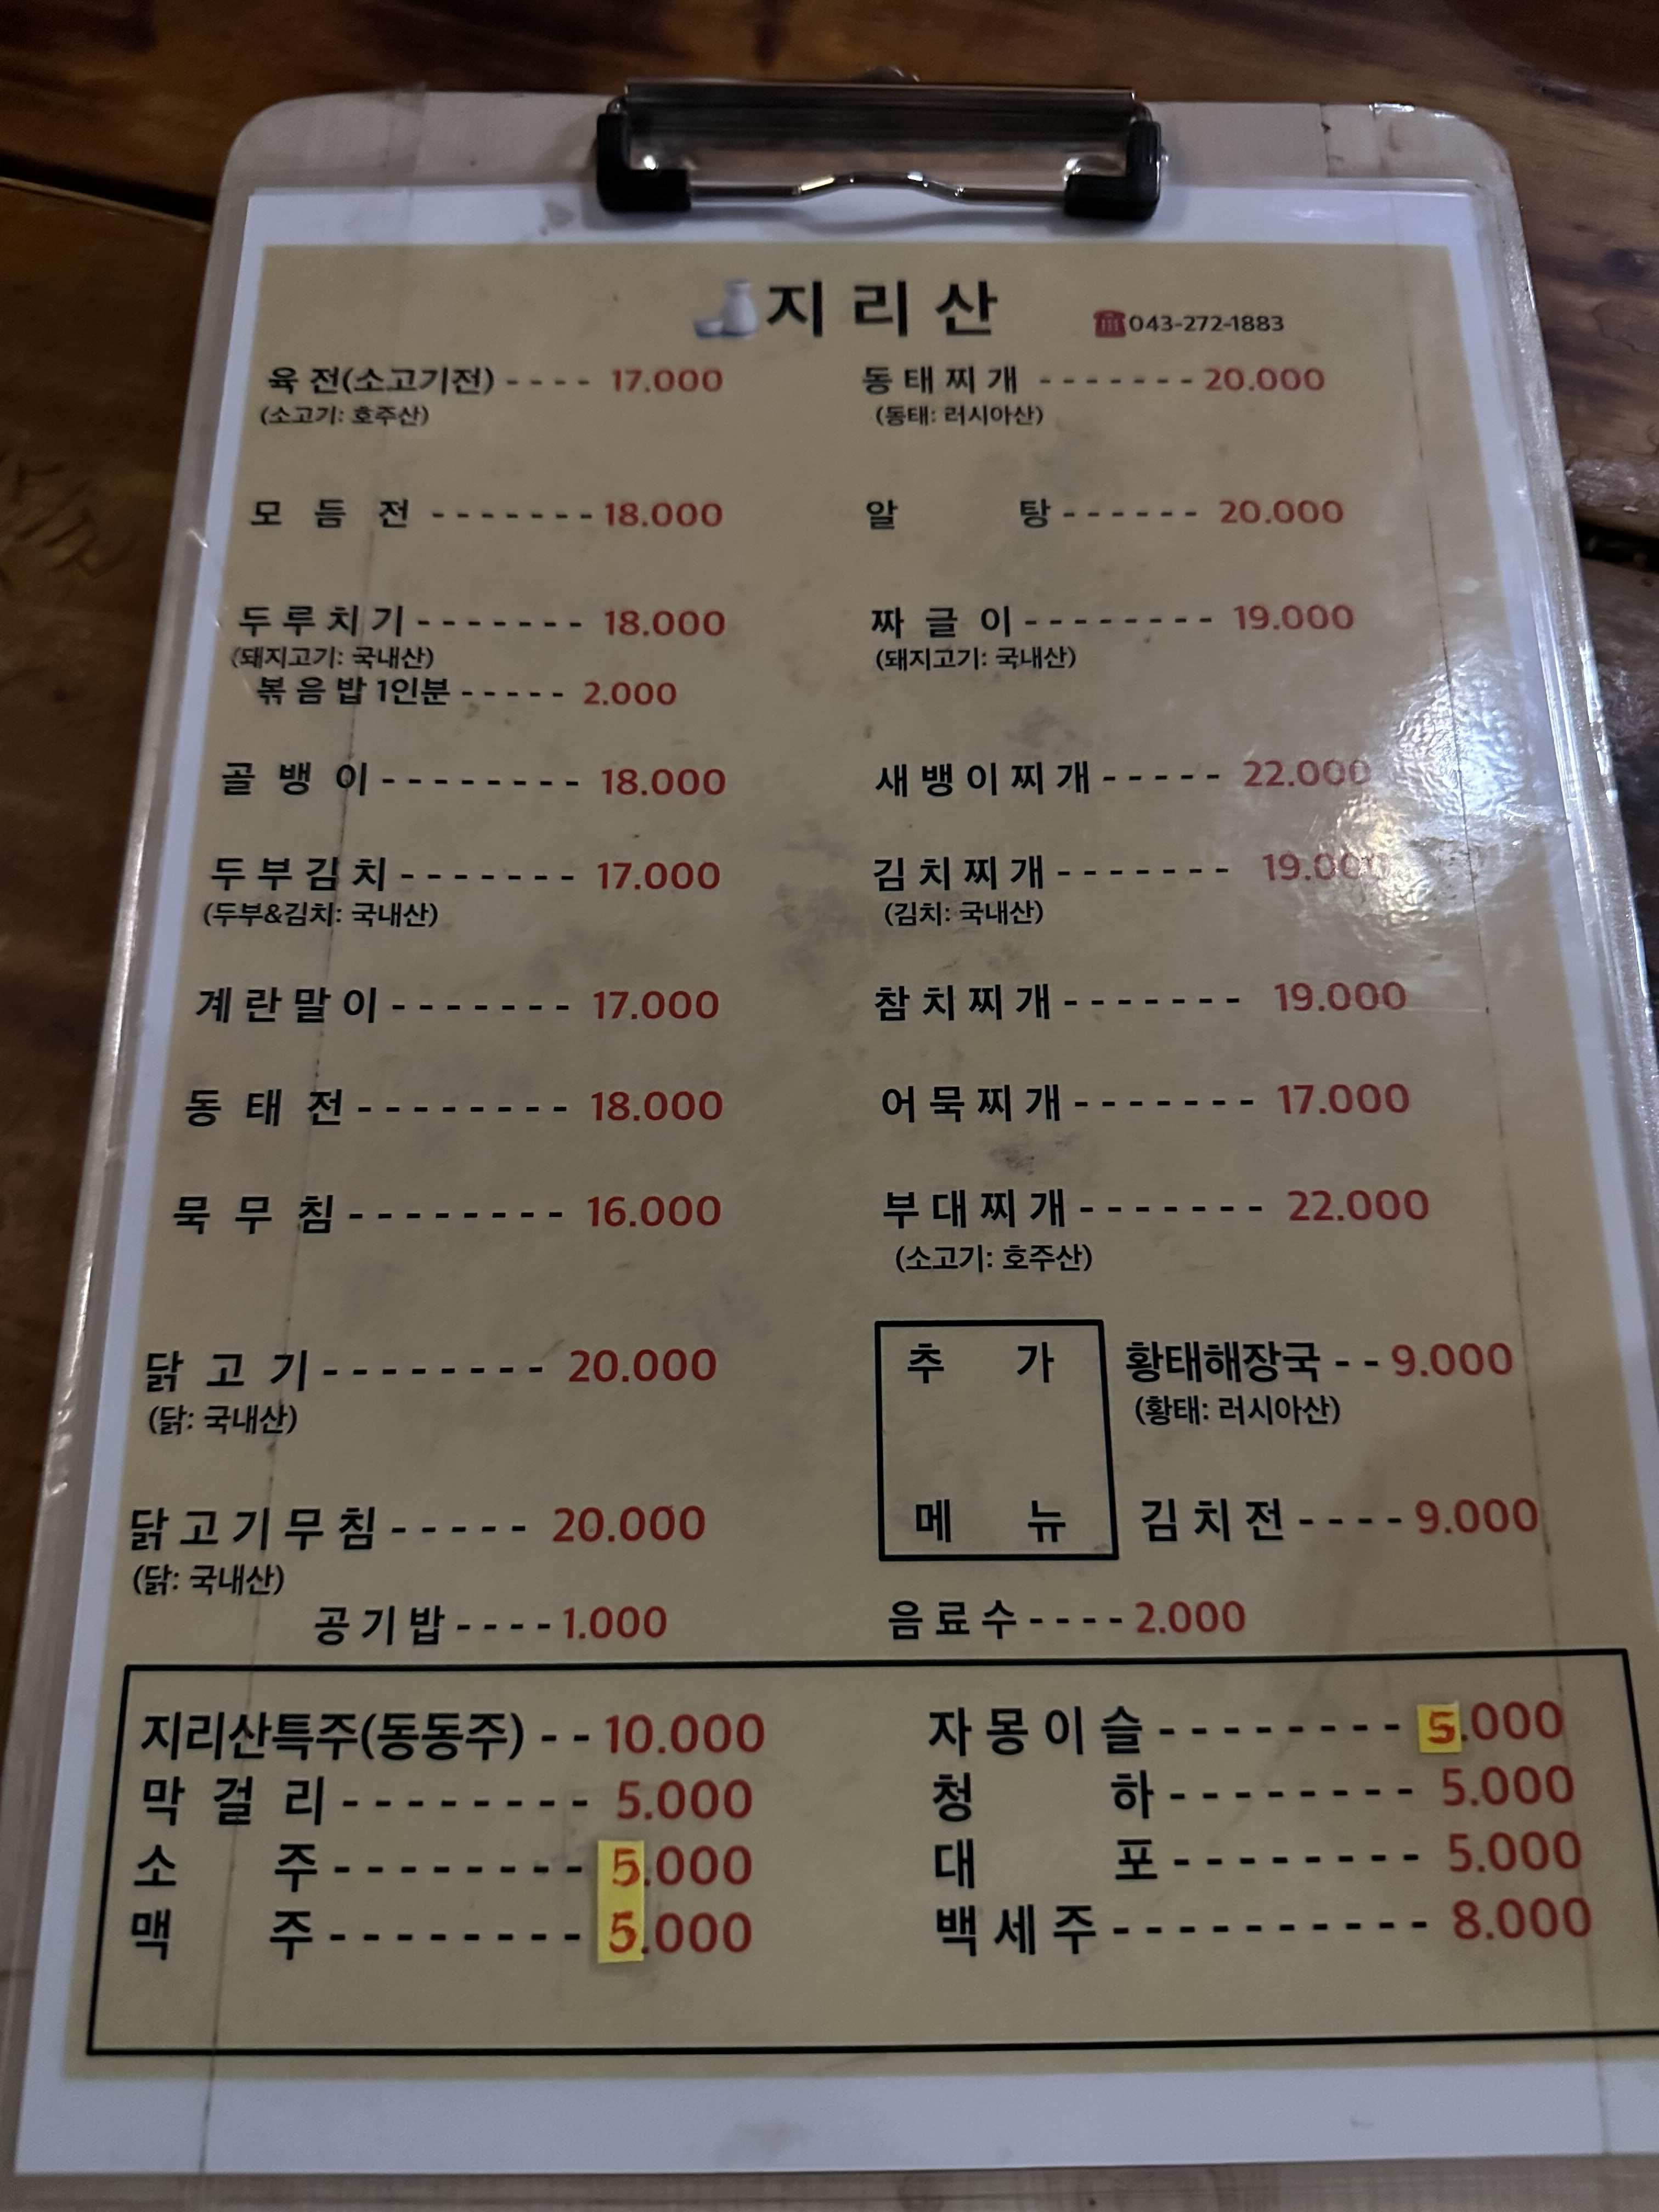 지리산 ☎043-272-1883
육 전(소고기전) - - - - 17.000
(소고기: 호주산)
모 듬 전 - - - - - - - 18.000
두 루 치 기 - - - - - - - 18.000
(돼지고기: 국내산)
볶 음 밥 1인분 - - - - - 2.000
골 뱅 이 - - - - - - - - 18.000
두 부 김 치 - - - - - - - 17.000
(두부&김치: 국내산)
계 란 말 이 - - - - - - - 17.000
동 태 전 - - - - - - - - 18.000
묵 무 침 - - - - - - - - 16.000
닭 고 기 - - - - - - - - 20.000
(닭: 국내산)
닭 고 기 무 침 - - - - - 20.000
(닭: 국내산)
공 기 밥 - - - - 1.000
동 태 찌 개 - - - - - - - 20.000
(동태: 러시아산)
알 탕 - - - - - - 20.000
짜 글 이 - - - - - - - - 19.000
(돼지고기: 국내산)
새 뱅 이 찌 개 - - - - - 22.000
김 치 찌 개 - - - - - - - 19.000
(김치: 국내산)
참 치 찌 개 - - - - - - - 19.000
어 묵 찌 개 - - - - - - - 17.000
부 대 찌 개 - - - - - - - 22.000
(소고기: 호주산)
추 가
메 뉴
황태해장국 - - 9.000
(황태: 러시아산)
김 치 전 - - - - 9.000
음 료 수 - - - - 2.000
지리산특주(동동주) - - 10.000
막 걸 리 - - - - - - - - 5.000
소 주 - - - - - - - - 5.000
맥 주 - - - - - - - - 5.000
자 몽 이 슬 - - - - - - - - 5.000
청 하 - - - - - - - - 5.000
대 포 - - - - - - - - 5.000
백 세 주 - - - - - - - - - - 8.000